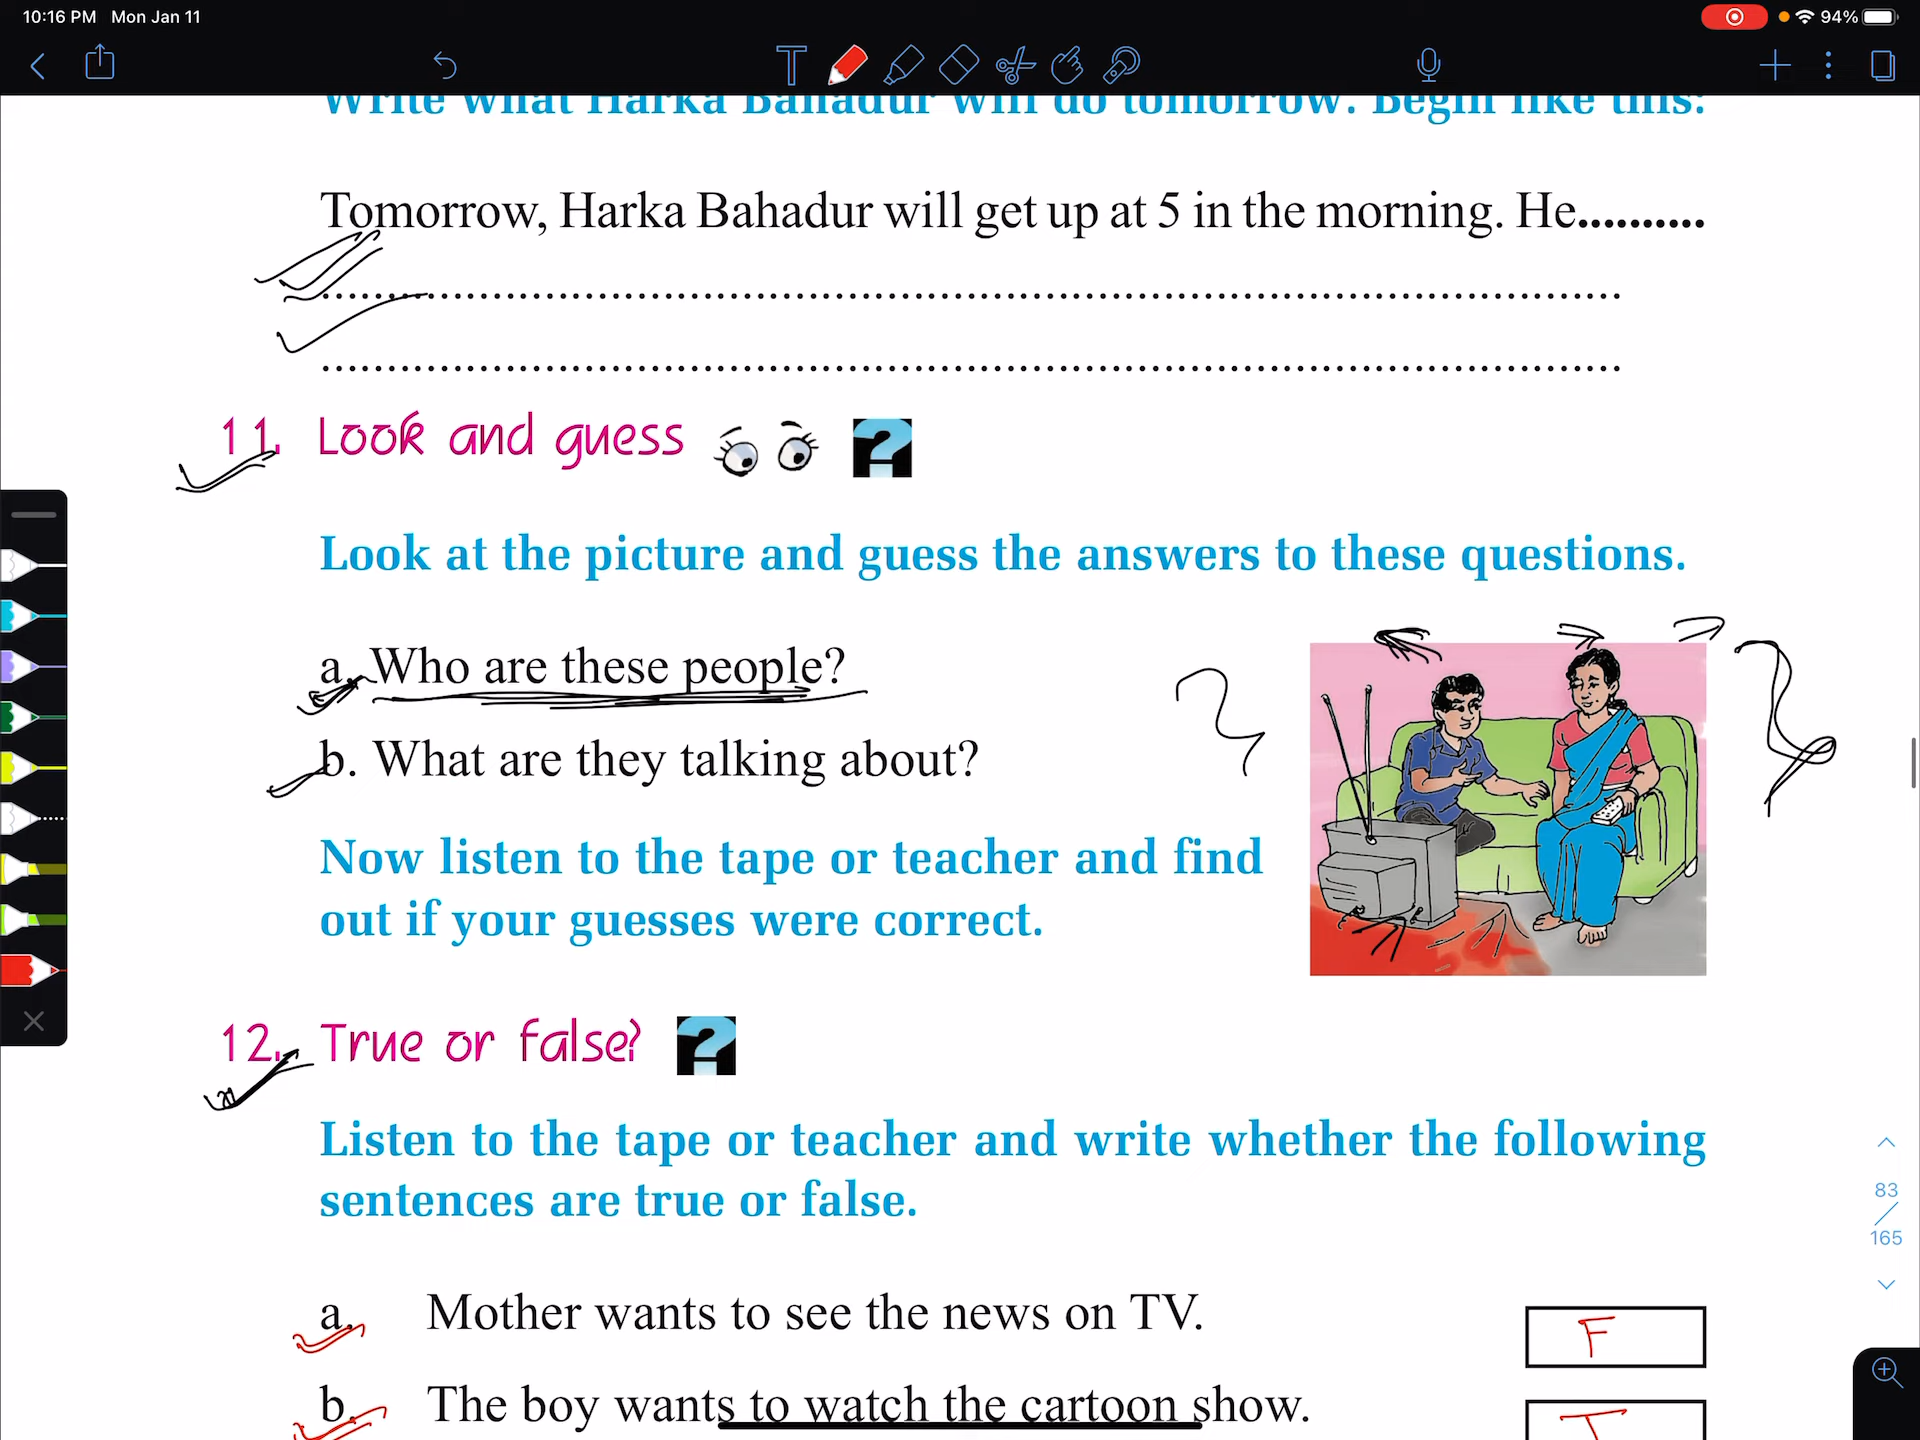 10:16 PM Mon Jan 11
94%
Write what Harka Bahadur will do tomorrow. Begin like this:
Tomorrow, Harka Bahadur will get up at 5 in the morning. He..........
11. Look and guess
Look at the picture and guess the answers to these questions.
a. Who are these people?
b. What are they talking about?
Now listen to the tape or teacher and find
out if your guesses were correct.
12. True or false?
Listen to the tape or teacher and write whether the following
sentences are true or false.
83
/
165
a. Mother wants to see the news on TV. F
b. The boy wants to watch the cartoon show. T